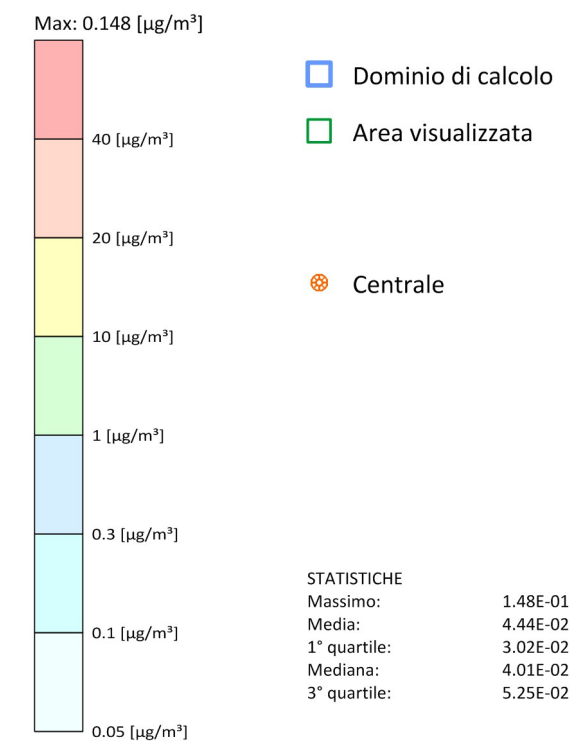 Max: 0.148 [µg/m³]
40 [µg/m³]
20 [µg/m³]
10 [µg/m³]
1 [µg/m³]
0.3 [µg/m³]
0.1 [µg/m³]
0.05 [µg/m³]
Dominio di calcolo
Area visualizzata
Centrale
STATISTICHE
Massimo: 1.48E-01
Media: 4.44E-02
1° quartile: 3.02E-02
Mediana: 4.01E-02
3° quartile: 5.25E-02